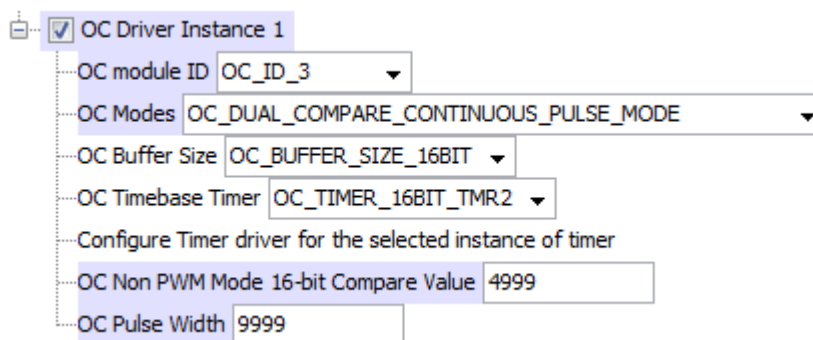 OC Driver Instance 1
OC module ID OC_ID_3
OC Modes OC_DUAL_COMPARE_CONTINUOUS_PULSE_MODE
OC Buffer Size OC_BUFFER_SIZE_16BIT
OC Timebase Timer OC_TIMER_16BIT_TMR2
Configure Timer driver for the selected instance of timer
OC Non PWM Mode 16-bit Compare Value 4999
OC Pulse Width 9999